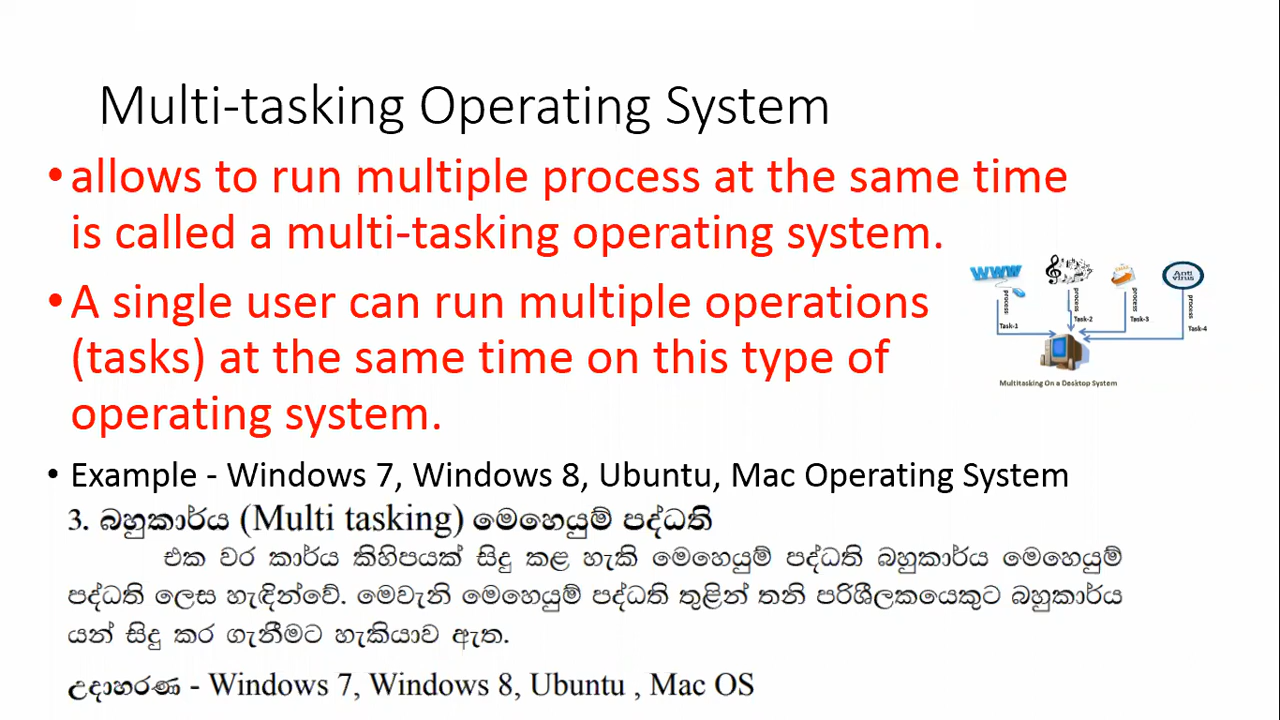 Multi-tasking Operating System
•allows to run multiple process at the same time
is called a multi-tasking operating system.
•A single user can run multiple operations
(tasks) at the same time on this type of
operating system.
WWW
Anti
virus
process
process
process
process
Task-1
Task-2
Task-3
Task-4
Multitasking On a Desktop System
• Example - Windows 7, Windows 8, Ubuntu, Mac Operating System
3. බහුකාර්ය (Multi tasking) මෙහෙයුම් පද්ධති
එක වර කාර්ය කිහිපයක් සිදු කළ හැකි මෙහෙයුම් පද්ධති බහුකාර්ය මෙහෙයුම්
පද්ධති ලෙස හැඳින්වේ. මෙවැනි මෙහෙයුම් පද්ධති තුළින් තනි පරිශීලකයෙකුට බහුකාර්ය
යන් සිදු කර ගැනීමට හැකියාව ඇත.
උදාහරණ - Windows 7, Windows 8, Ubuntu , Mac OS